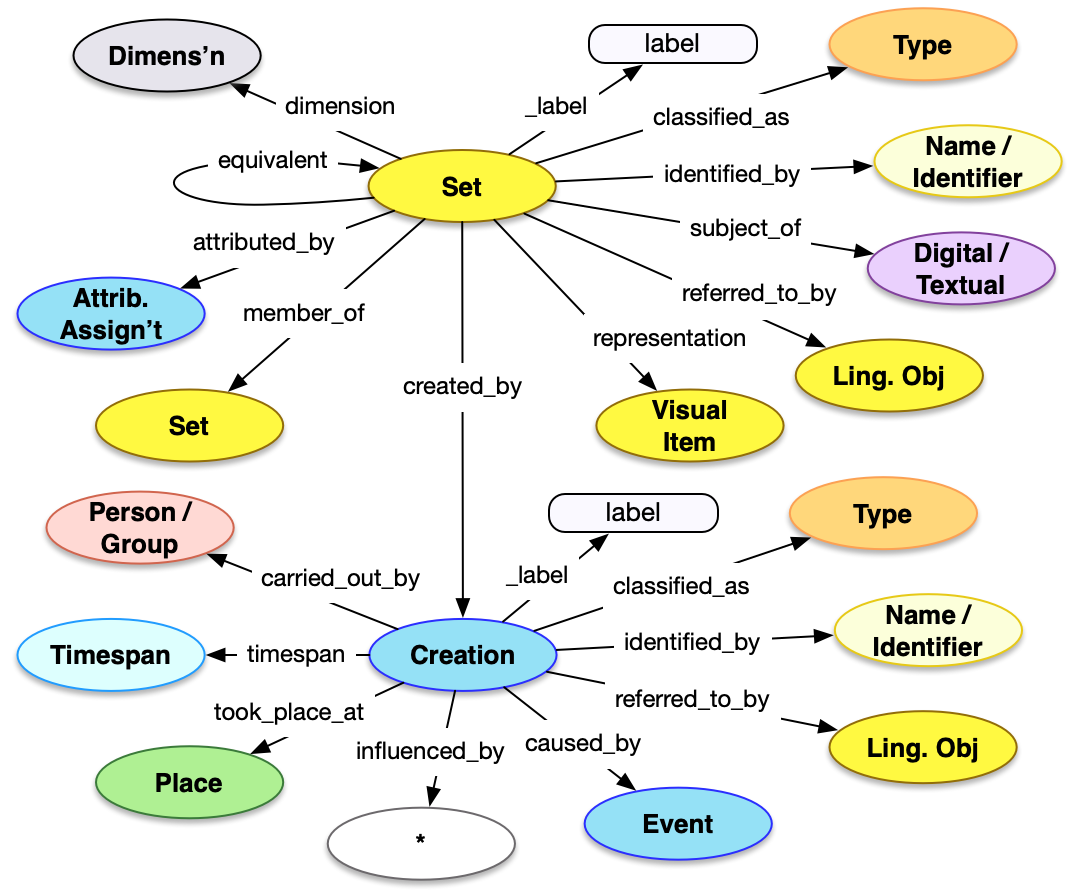 label
Type
Dimens’n
dimension
_label
classified_as
equivalent
Set
identified_by
Name /
Identifier
attributed_by
subject_of
Digital /
Textual
Attrib.
Assign’t
member_of
referred_to_by
representation
Ling. Obj
created_by
Set
Visual
Item
Person /
Group
label
Type
carried_out_by
_label
classified_as
Timespan
timespan
Creation
identified_by
Name /
Identifier
took_place_at
referred_to_by
influenced_by
caused_by
Ling. Obj
Place
*
Event